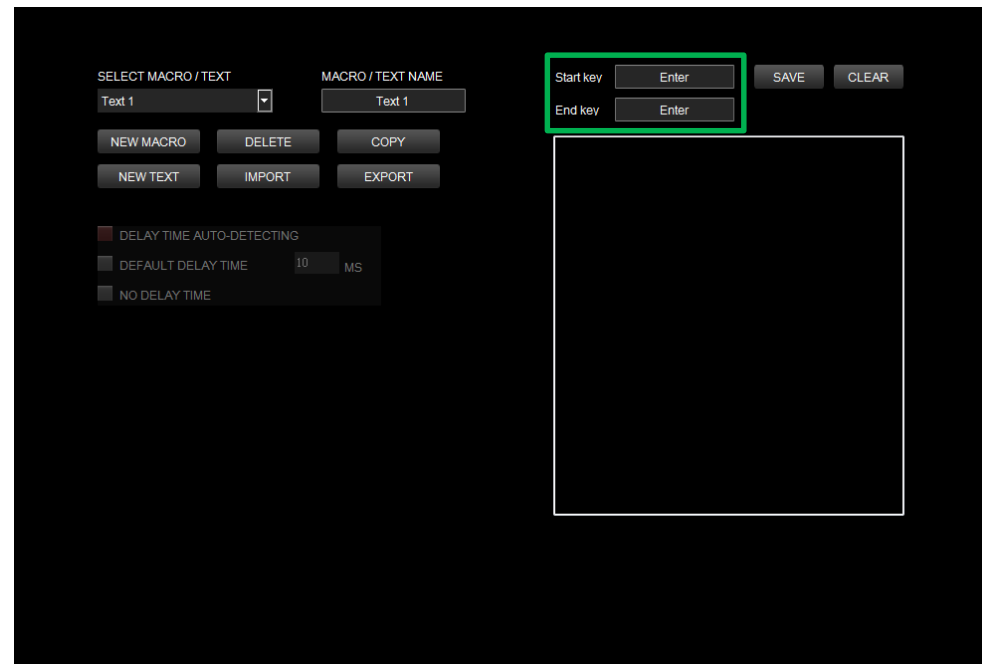 SELECT MACRO / TEXT
MACRO / TEXT NAME
Text 1
Text 1
NEW MACRO
DELETE
COPY
NEW TEXT
IMPORT
EXPORT
DELAY TIME AUTO-DETECTING
DEFAULT DELAY TIME
10
MS
NO DELAY TIME
Start key
Enter
SAVE
CLEAR
End key
Enter